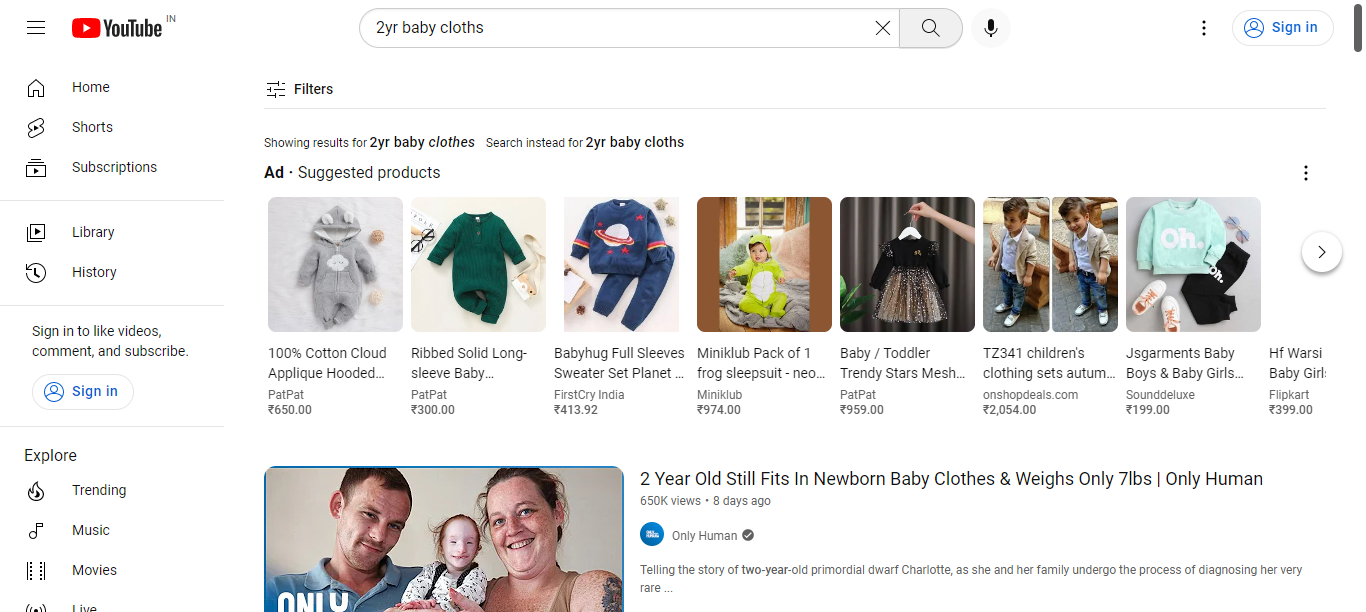 YouTube IN
2yr baby cloths
Sign in
Home
Shorts
Subscriptions
Library
History
Sign in to like videos,
comment, and subscribe.
Sign in
Explore
Trending
Music
Movies
Live
Filters
Showing results for 2yr baby clothes Search instead for 2yr baby cloths
Ad · Suggested products
Oh.
Oh.
100% Cotton Cloud
Applique Hooded...
PatPat
₹650.00
Ribbed Solid Long-
sleeve Baby...
PatPat
₹300.00
Babyhug Full Sleeves
Sweater Set Planet ...
FirstCry India
₹413.92
Miniklub Pack of 1
frog sleepsuit - neo...
Miniklub
₹974.00
Baby / Toddler
Trendy Stars Mesh...
PatPat
₹959.00
TZ341 children's
clothing sets autum...
onshopdeals.com
₹2,054.00
Jsgarments Baby
Boys & Baby Girls...
Sounddeluxe
₹199.00
Hf Warsi
Baby Girl
Flipkart
₹399.00
ONLY
2 Year Old Still Fits In Newborn Baby Clothes & Weighs Only 7lbs | Only Human
650K views • 8 days ago
Only Human
Telling the story of two-year-old primordial dwarf Charlotte, as she and her family undergo the process of diagnosing her very
rare ...